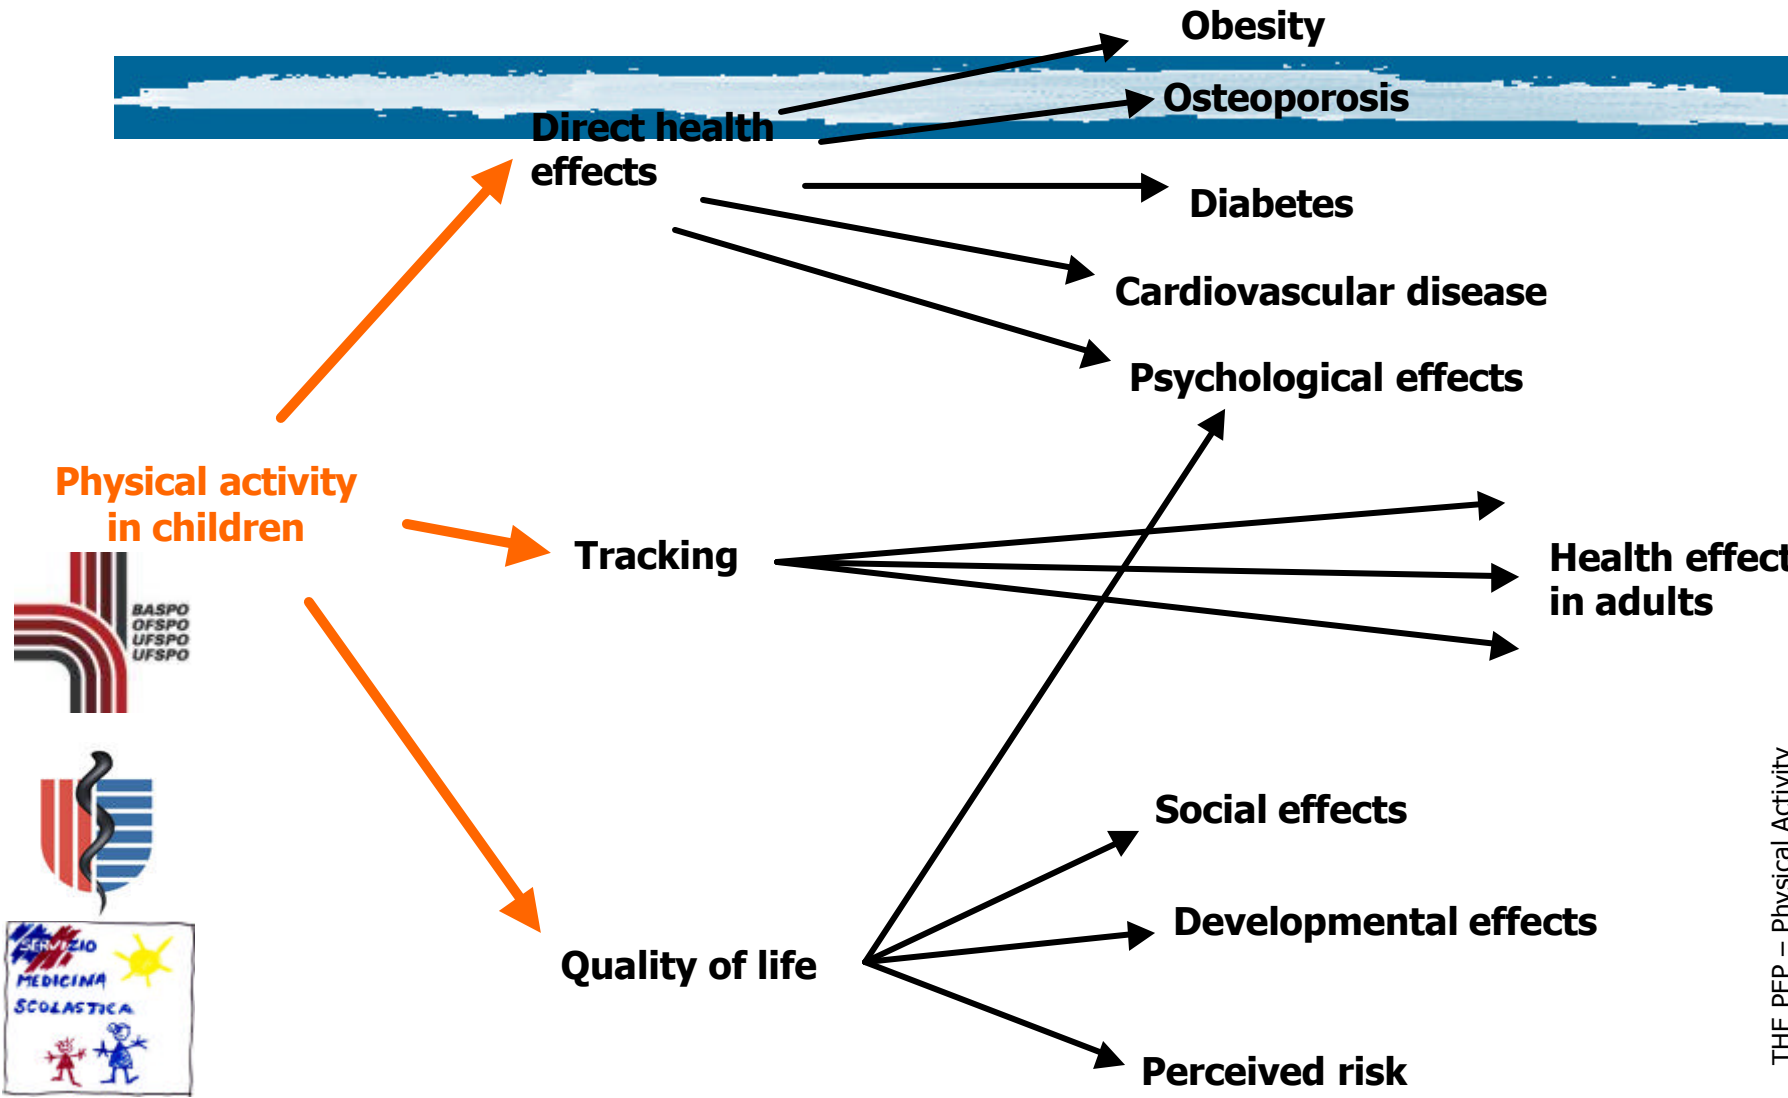 Obesity
Osteoporosis
Direct health
effects
Diabetes
Cardiovascular disease
Psychological effects
Physical activity
in children
Tracking
Health effect
in adults
BASPO
OFSPO
UFSPO
UFSPO
Social effects
Developmental effects
Quality of life
Perceived risk
SERVIZIO
MEDICINA
SCOLASTICA
THE PEP – Physical Activity